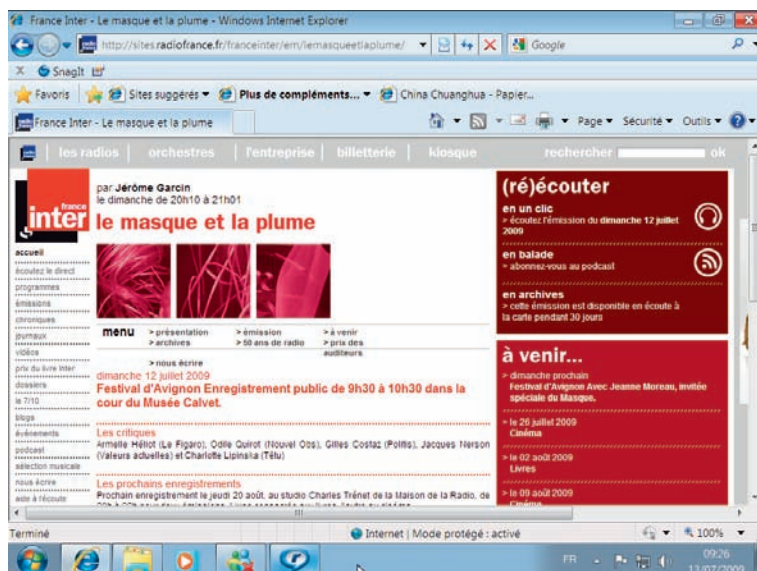 France Inter - Le masque et la plume - Windows Internet Explorer
http://sites.radiofrance.fr/franceinter/em/lemasqueetlaplume/
Google
X SnagIt
Favoris Sites suggérés Plus de compléments... China Chuanghua - Papier...
France Inter - Le masque et la plume Page Sécurité Outils
les radios orchestres l'entreprise billetterie kiosque rechercher ok
france
inter
par Jérôme Garcin
le dimanche de 20h10 à 21h01
le masque et la plume
accueil
écoutez le direct
programmes
émissions
chroniques
journaux
vidéos
prix du livre Inter
dossiers
le 7/10
blogs
événements
podcast
sélection musicale
nous écrire
aide à l'écoute
menu > présentation > émission > à venir
> archives > 50 ans de radio > prix des
auditeurs
> nous écrire
dimanche 12 juillet 2009
Festival d'Avignon Enregistrement public de 9h30 à 10h30 dans la
cour du Musée Calvet.
Les critiques
Armelle Héliot (Le Figaro), Odile Quirot (Nouvel Obs), Gilles Costaz (Politis), Jacques Nerson
(Valeurs actuelles) et Charlotte Lipinska (Têtu)
Les prochains enregistrements
Prochain enregistrement le jeudi 20 août, au studio Charles Trénet de la Maison de la Radio, de
(ré)écouter
en un clic
> écoutez l'émission du dimanche 12 juillet
2009
en balade
> abonnez-vous au podcast
en archives
> cette émission est disponible en écoute à
la carte pendant 30 jours
à venir...
> dimanche prochain
Festival d'Avignon Avec Jeanne Moreau, invitée
spéciale du Masque.
> le 26 juillet 2009
Cinéma
> le 02 août 2009
Livres
> le 09 août 2009
Cinéma
Terminé Internet | Mode protégé : activé 100%
FR 09:26
13/07/2009